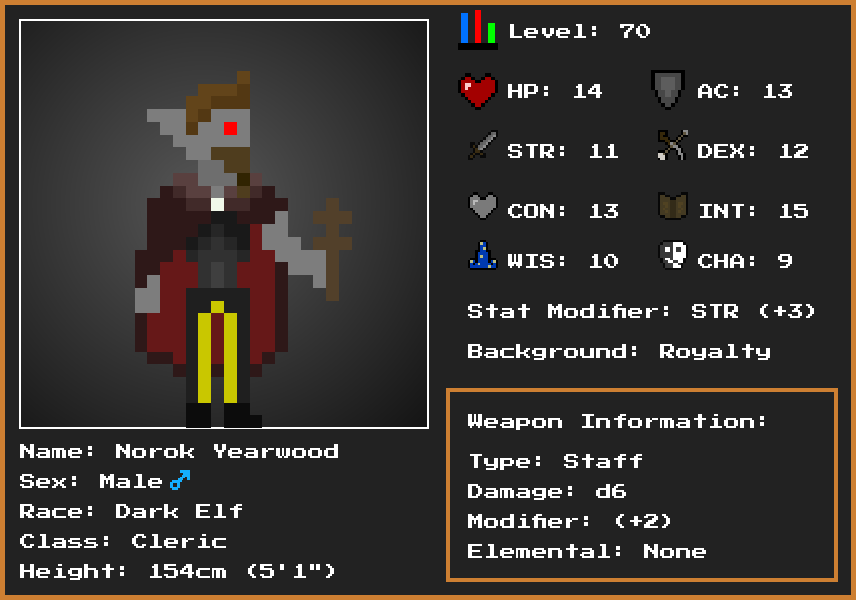 Level: 70
HP: 14
AC: 13
STR: 11
DEX: 12
CON: 13
INT: 15
WIS: 10
CHA: 9
Stat Modifier: STR (+3)
Background: Royalty
Weapon Information:
Type: Staff
Damage: d6
Modifier: (+2)
Elemental: None
Name: Norok Yearwood
Sex: Male♂
Race: Dark Elf
Class: Cleric
Height: 154cm (5'1")